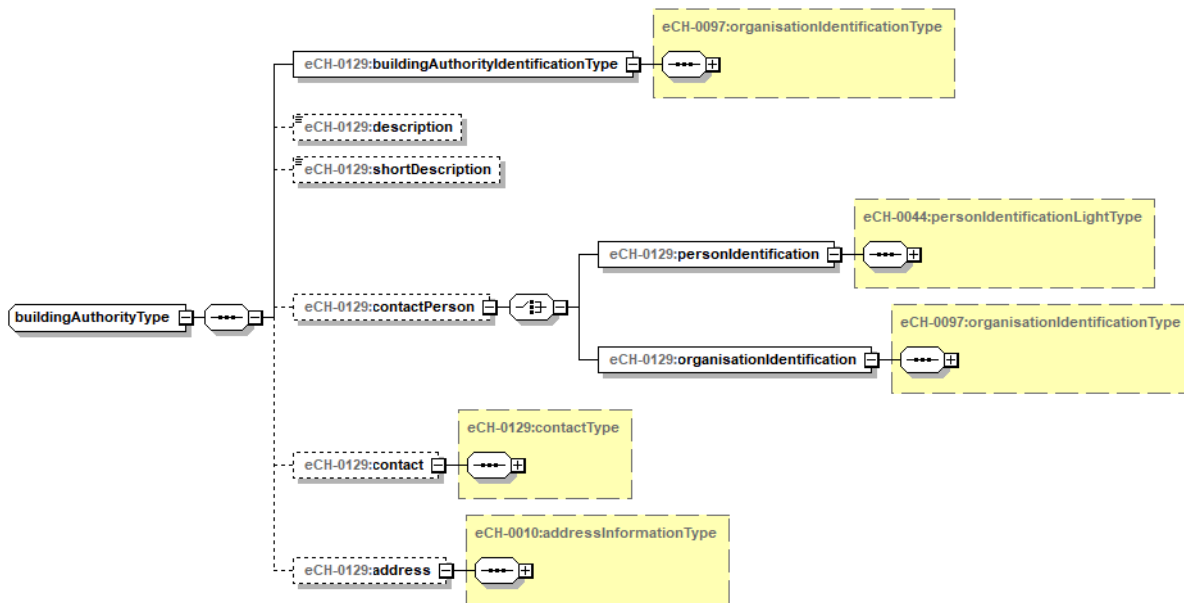 eCH-0097:organisationIdentificationType
eCH-0129:buildingAuthorityIdentificationType
eCH-0129:description
eCH-0129:shortDescription
eCH-0044:personIdentificationLightType
eCH-0129:personIdentification
buildingAuthorityType
eCH-0129:contactPerson
eCH-0097:organisationIdentificationType
eCH-0129:organisationIdentification
eCH-0129:contactType
eCH-0129:contact
eCH-0010:addressInformationType
eCH-0129:address